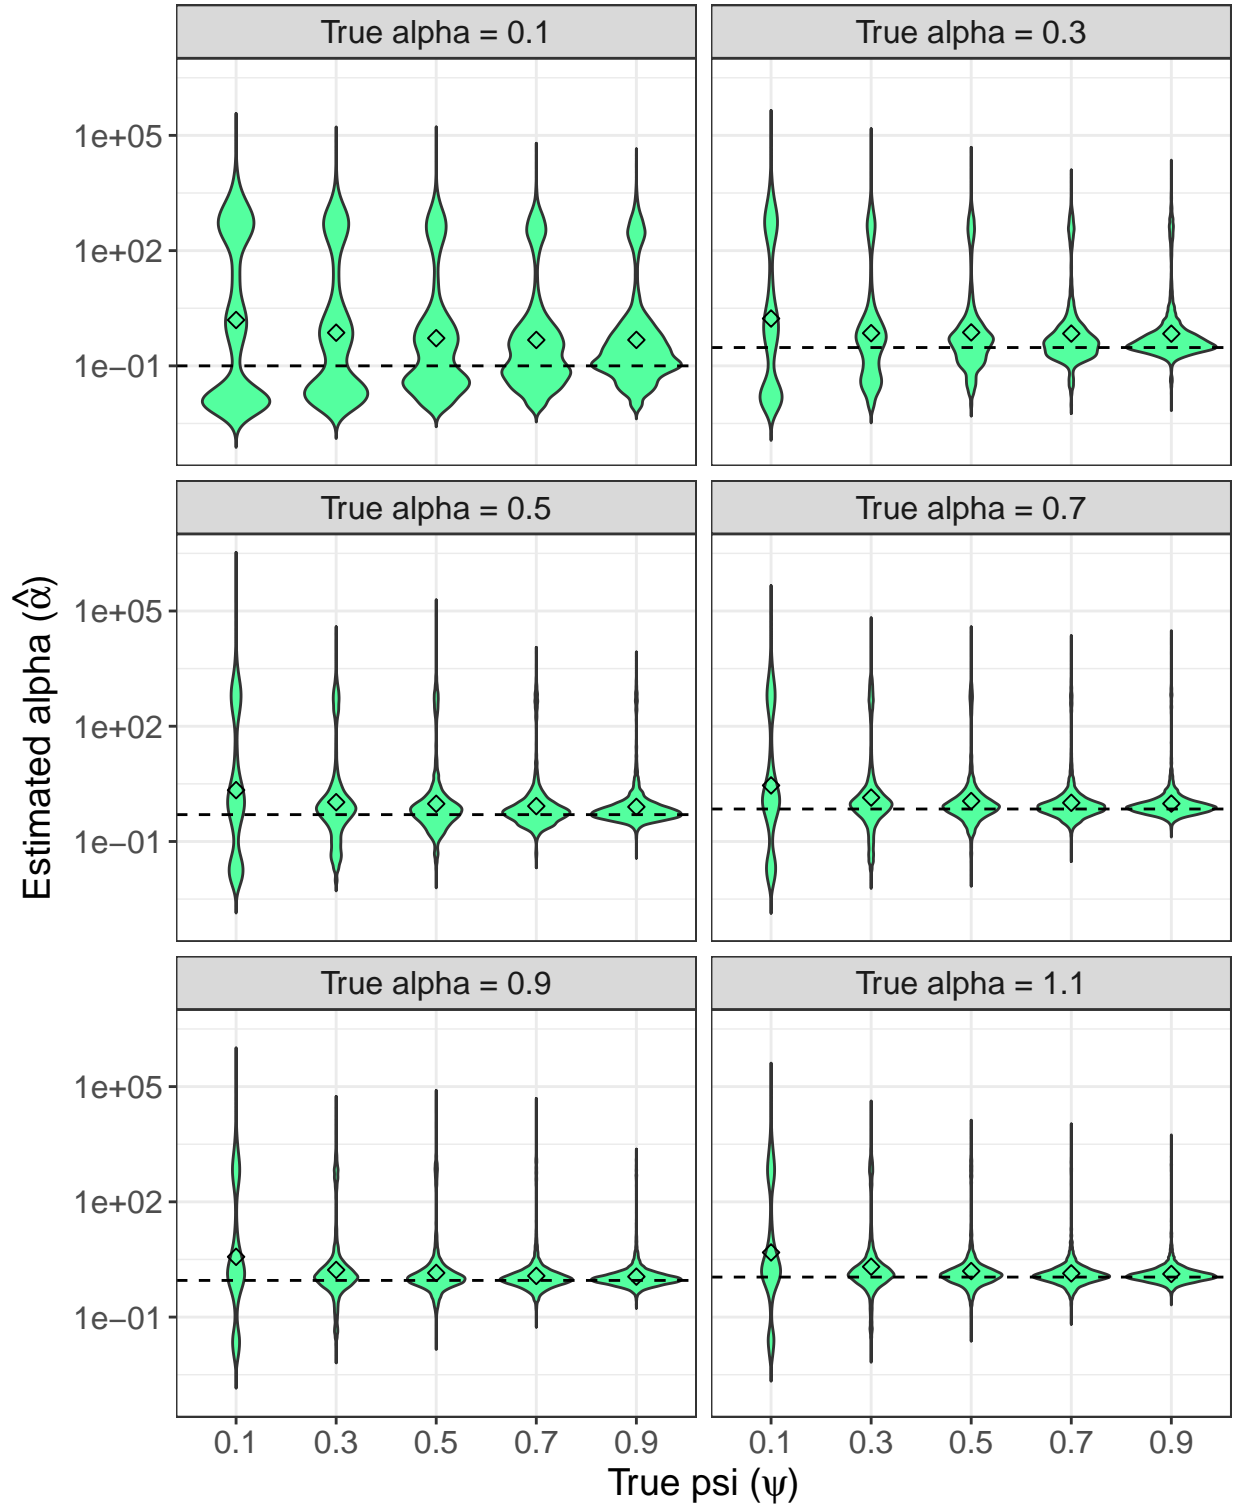 True alpha = 0.1
True alpha = 0.3
1e+05
1e+02
1e−01
True alpha = 0.5
True alpha = 0.7
1e+05
1e+02
1e−01
Estimated alpha (α̂)
True alpha = 0.9
True alpha = 1.1
1e+05
1e+02
1e−01
0.1 0.3 0.5 0.7 0.9 0.1 0.3 0.5 0.7 0.9
True psi (ψ)